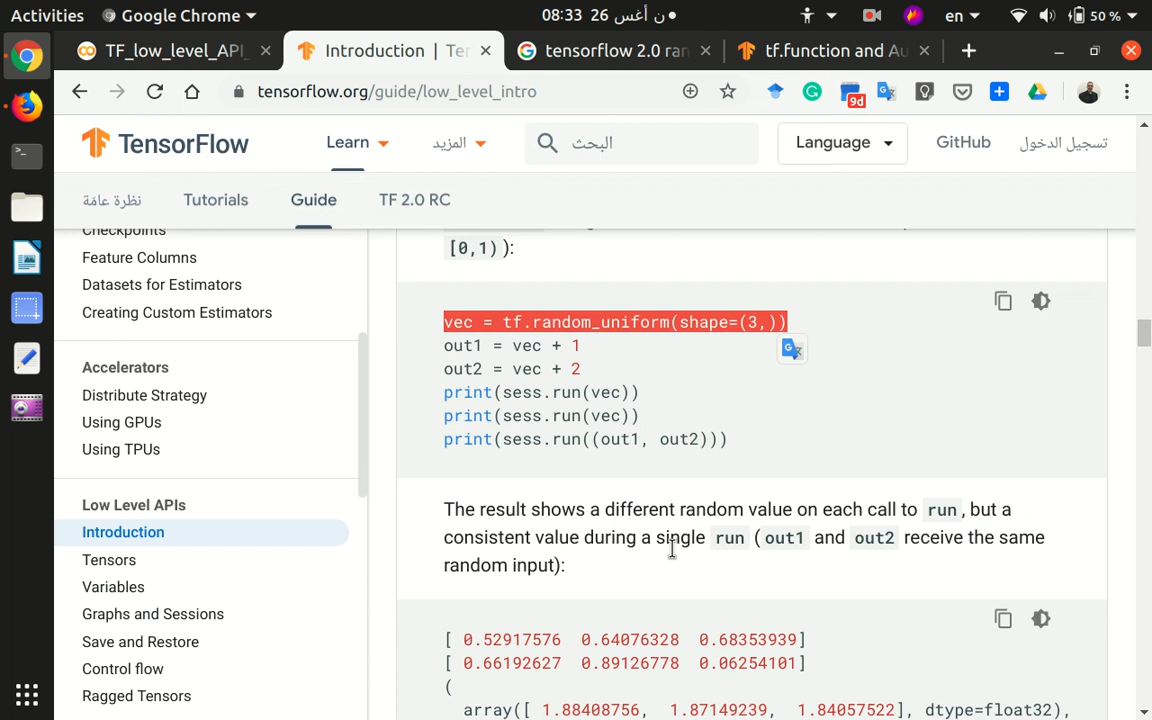 Activities Google Chrome 08:33 26 ن أغس en 50 %
TF_low_level_API_ Introduction | Te tensorflow 2.0 ran tf.function and Au
tensorflow.org/guide/low_level_intro 9d
TensorFlow Learn المزيد البحث Language GitHub تسجيل الدخول
نظرة عامّة Tutorials Guide TF 2.0 RC
Checkpoints
Feature Columns
Datasets for Estimators
Creating Custom Estimators
Accelerators
Distribute Strategy
Using GPUs
Using TPUs
Low Level APIs
Introduction
Tensors
Variables
Graphs and Sessions
Save and Restore
Control flow
Ragged Tensors
[0,1)):
vec = tf.random_uniform(shape=(3,))
out1 = vec + 1
out2 = vec + 2
print(sess.run(vec))
print(sess.run(vec))
print(sess.run((out1, out2)))
The result shows a different random value on each call to run, but a
consistent value during a single run (out1 and out2 receive the same
random input):
[ 0.52917576 0.64076328 0.68353939]
[ 0.66192627 0.89126778 0.06254101]
(
array([ 1.88408756, 1.87149239, 1.84057522], dtype=float32),